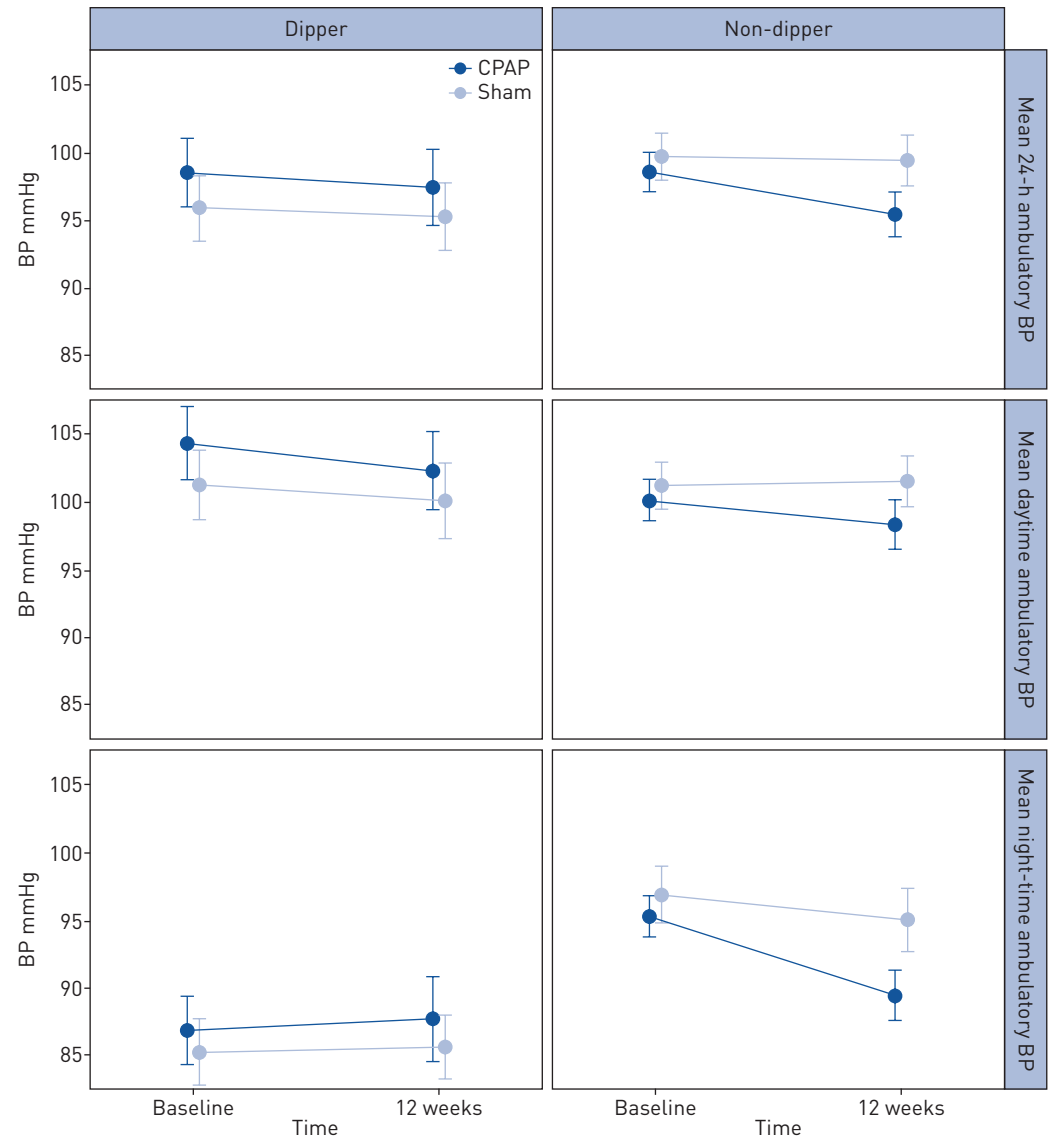 Dipper
Non-dipper
CPAP
Sham
105
100
95
90
85
BP mmHg
Mean 24-h ambulatory BP
105
100
95
90
85
BP mmHg
Mean daytime ambulatory BP
105
100
95
90
85
BP mmHg
Mean night-time ambulatory BP
Baseline
12 weeks
Time
Baseline
12 weeks
Time